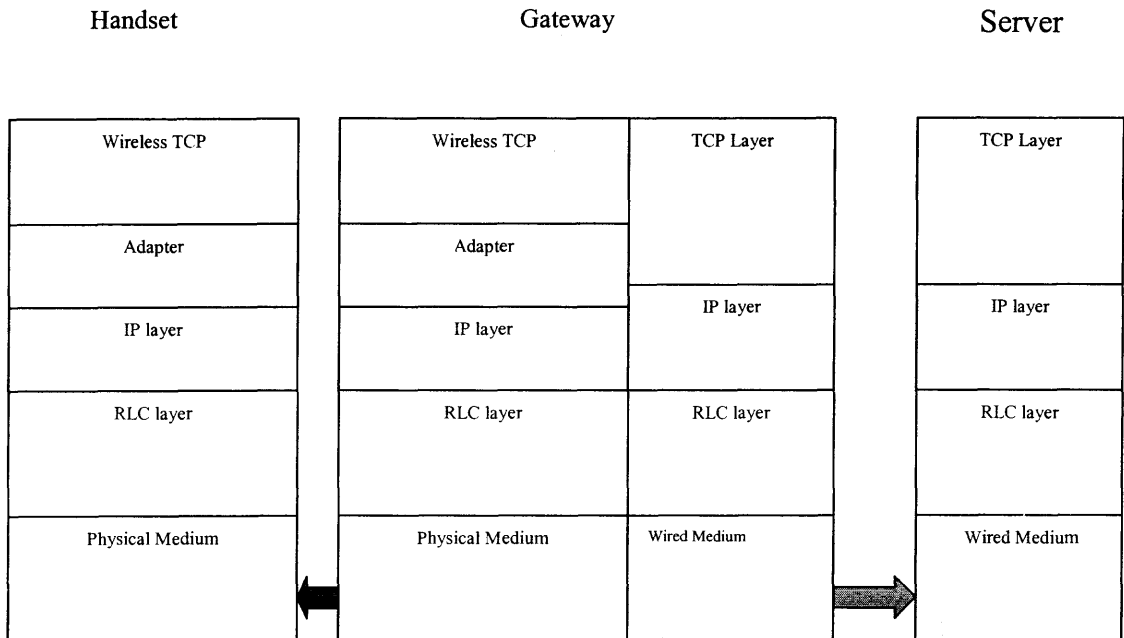 Handset Gateway Server
Wireless TCP Wireless TCP TCP Layer TCP Layer
Adapter Adapter
IP layer IP layer
IP layer IP layer
RLC layer RLC layer RLC layer RLC layer
Physical Medium Physical Medium Wired Medium Wired Medium